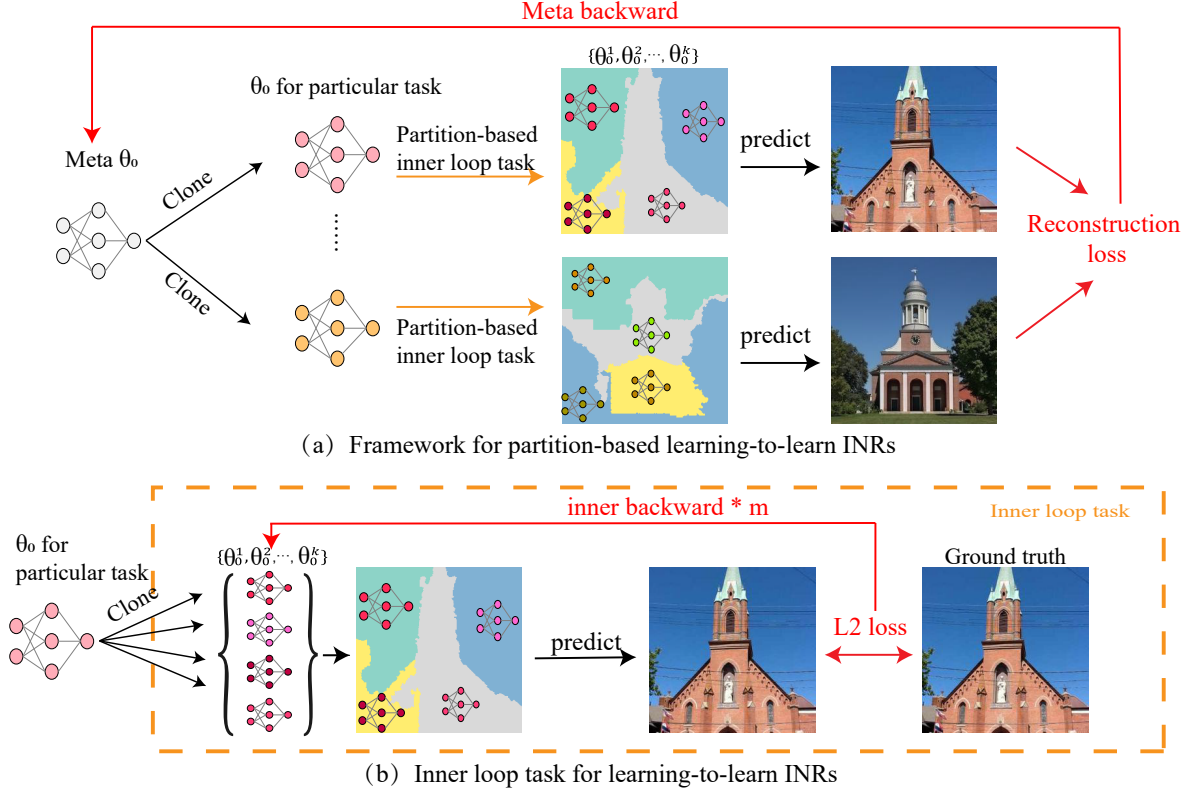 Meta backward
{θ₀¹,θ₀²,···,θ₀ᵏ}
θ₀ for particular task
Partition-based
inner loop task
predict
Meta θ₀
Clone
Clone
......
Reconstruction
loss
Partition-based
inner loop task
predict
(a) Framework for partition-based learning-to-learn INRs
inner backward * m
Inner loop task
θ₀ for
particular task
{θ₀¹,θ₀²,···,θ₀ᵏ}
Ground truth
Clone
predict
L2 loss
(b) Inner loop task for learning-to-learn INRs